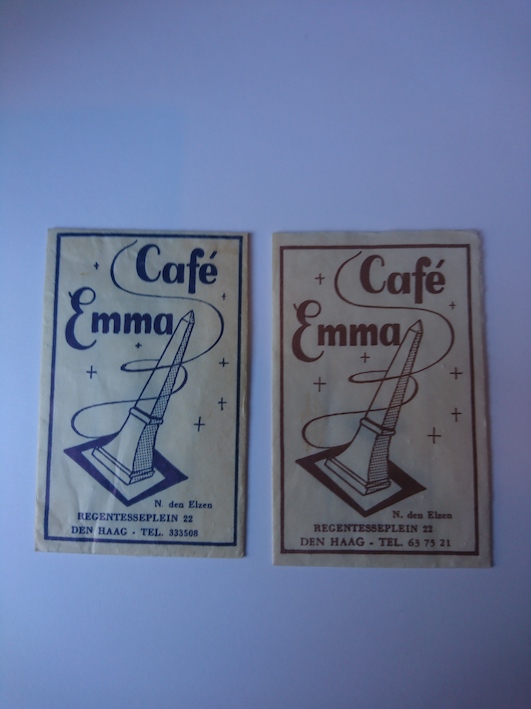 Café
Emma
N. den Elzen
REGENTESSEPLEIN 22
DEN HAAG - TEL. 333508
Café
Emma
N. den Elzen
REGENTESSEPLEIN 22
DEN HAAG - TEL. 63 75 21